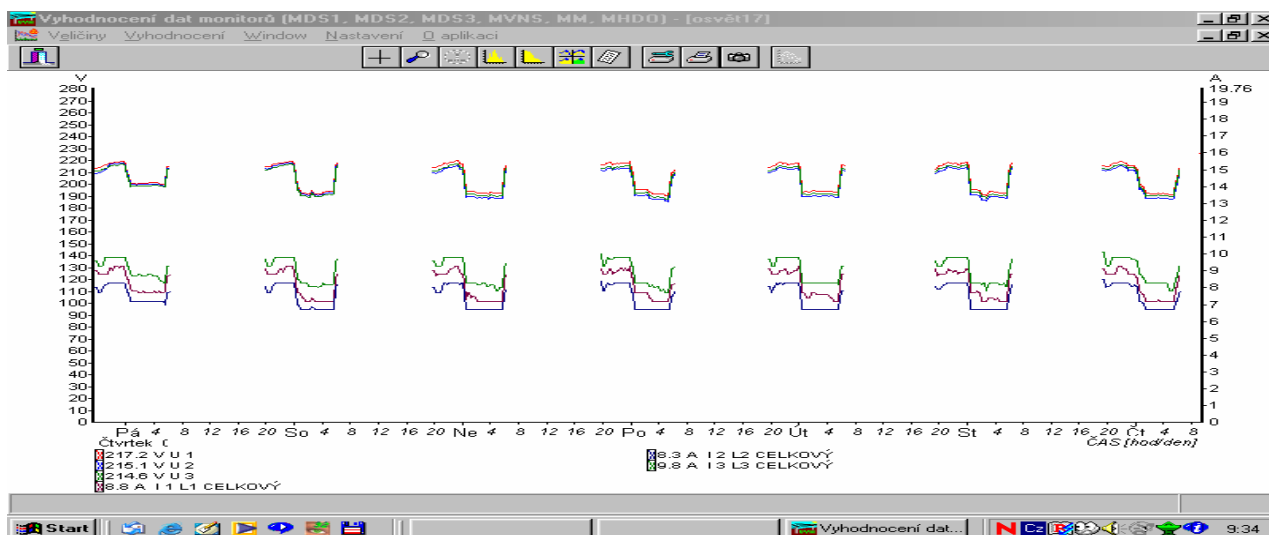 Vyhodnocení dat monitorů (MDS1, MDS2, MDS3, MVNS, MM, MHDO) - [osvět17]
Veličiny Vyhodnocení Window Nastavení O aplikaci
V A
280 19.76
270 19
260 18
250 17
240 16
230 15
220 14
210 13
200 12
190 11
180 10
170 9
160 8
150 7
140 6
130 5
120 4
110 3
100 2
90 1
80 0
70
60
50
40
30
20
10
0
Pá 4 8 12 16 20 So 4 8 12 16 20 Ne 4 8 12 16 20 Po 4 8 12 16 20 Út 4 8 12 16 20 St 4 8 12 16 20 Čt 4 8
Čtvrtek (
ČAS [hod/den]
217.2 V U 1
215.1 V U 2
214.6 V U 3
8.8 A I 1 L1 CELKOVÝ
8.3 A I 2 L2 CELKOVÝ
9.8 A I 3 L3 CELKOVÝ
Start
Vyhodnocení dat...
N Cz
9:34